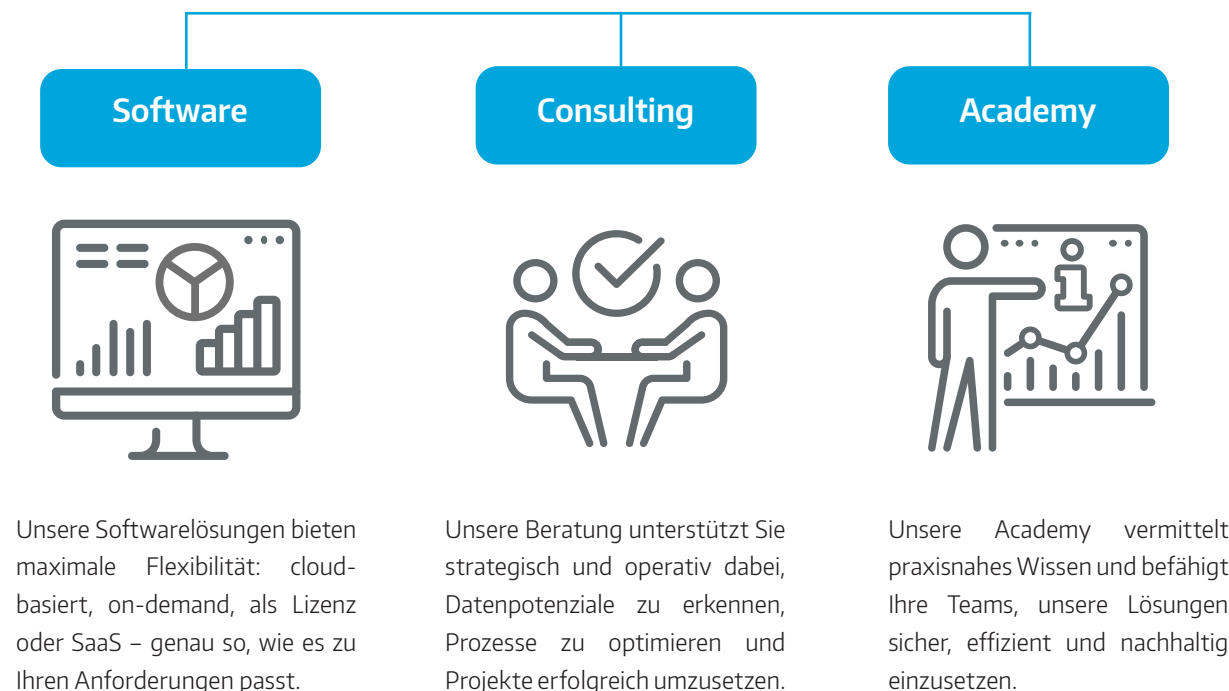 Software
Consulting
Academy
Unsere Softwarelösungen bieten
maximale Flexibilität: cloud-
basiert, on-demand, als Lizenz
oder SaaS – genau so, wie es zu
Ihren Anforderungen passt.
Unsere Beratung unterstützt Sie
strategisch und operativ dabei,
Datenpotenziale zu erkennen,
Prozesse zu optimieren und
Projekte erfolgreich umzusetzen.
Unsere Academy vermittelt
praxisnahes Wissen und befähigt
Ihre Teams, unsere Lösungen
sicher, effizient und nachhaltig
einzusetzen.